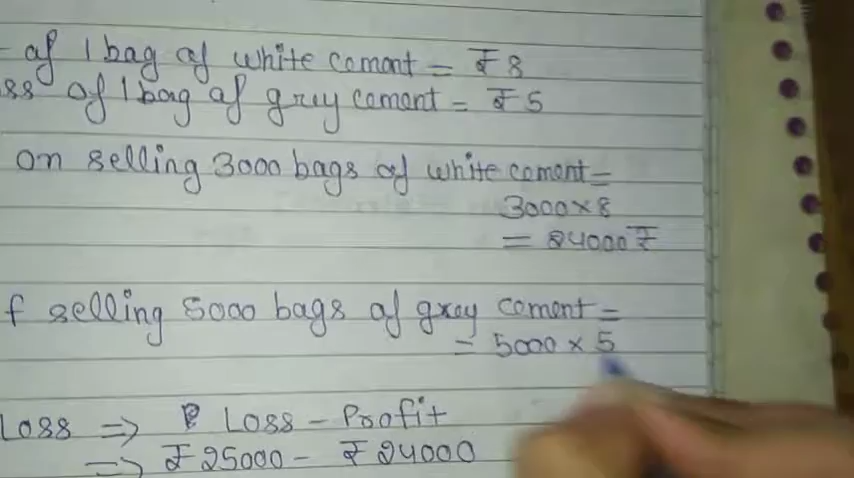 of 1 bag of white cement = ₹ 8
ss of 1 bag of grey cement = ₹ 5
on selling 3000 bags of white cement =
3000 × 8
= 24000 ₹
f selling 5000 bags of grey cement =
= 5000 × 5
Loss => Loss - Profit
=> ₹ 25000 - ₹ 24000